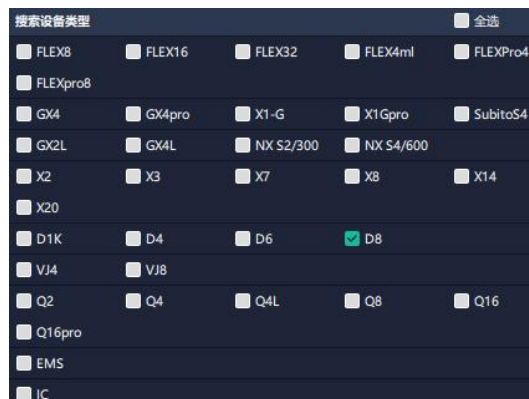 搜索设备类型 全选
FLEX8 FLEX16 FLEX32 FLEX4ml FLEXPro4
FLEXpro8
GX4 GX4pro X1-G X1Gpro SubitoS4
GX2L GX4L NX S2/300 NX S4/600
X2 X3 X7 X8 X14
X20
D1K D4 D6 D8
VJ4 VJ8
Q2 Q4 Q4L Q8 Q16
Q16pro
EMS
IC